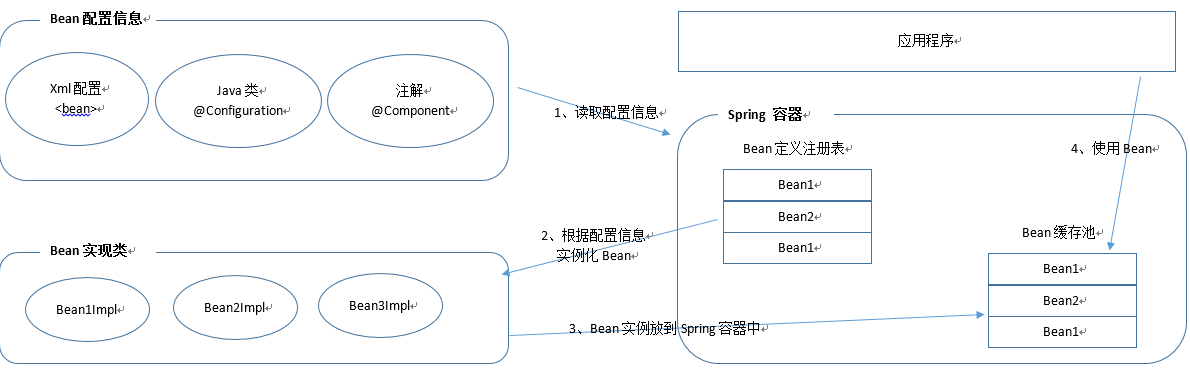 Bean 配置信息
Xml 配置
<bean>
Java 类
@Configuration
注解
@Component
应用程序
1、读取配置信息
Spring 容器
Bean 定义注册表
Bean1
Bean2
Bean1
4、使用 Bean
2、根据配置信息
实例化 Bean
Bean 缓存池
Bean1
Bean2
Bean1
Bean 实现类
Bean1Impl
Bean2Impl
Bean3Impl
3、Bean 实例放到 Spring 容器中